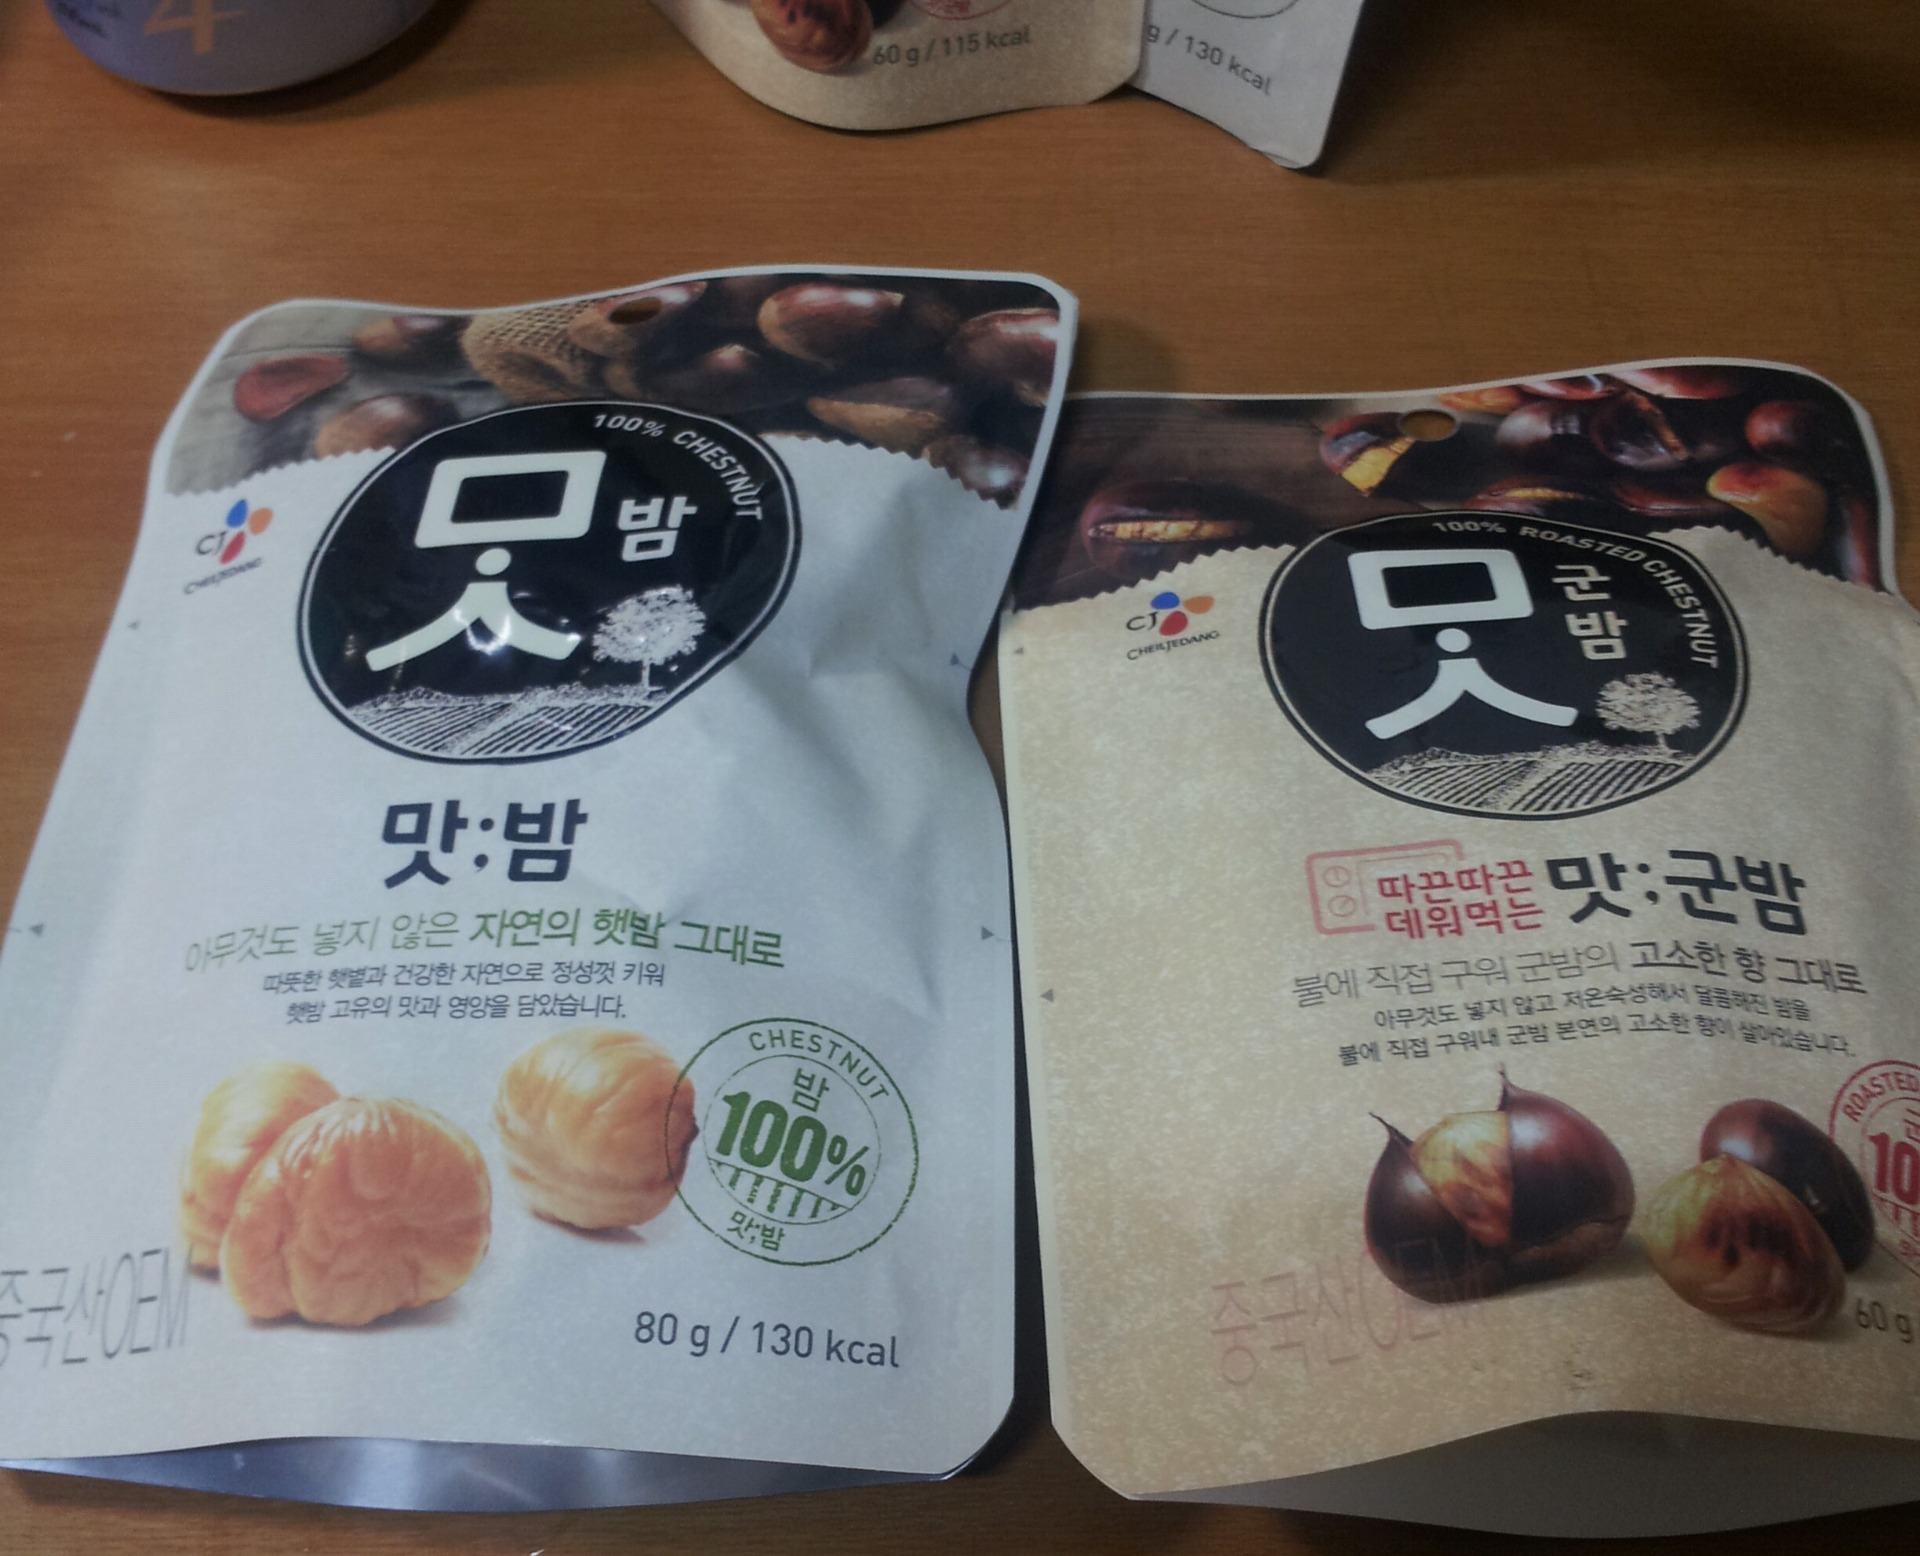 4
60 g / 115 kcal
g / 130 kcal
100% CHESTNUT
맛
밤
CJ
CHEILJEDANG
맛;밤
아무것도 넣지 않은 자연의 햇밤 그대로
따뜻한 햇볕과 건강한 자연으로 정성껏 키워
햇밤 고유의 맛과 영양을 담았습니다.
CHESTNUT
밤
100%
맛;밤
중국산OEM
80 g / 130 kcal
100% ROASTED CHESTNUT
맛
군밤
CJ
CHEILJEDANG
따끈따끈
데워먹는
맛;군밤
불에 직접 구워 군밤의 고소한 향 그대로
아무것도 넣지 않고 저온숙성해서 달콤해진 밤을
불에 직접 구워내 군밤 본연의 고소한 향이 살아있습니다.
ROASTED
10
중국산OEM
60 g